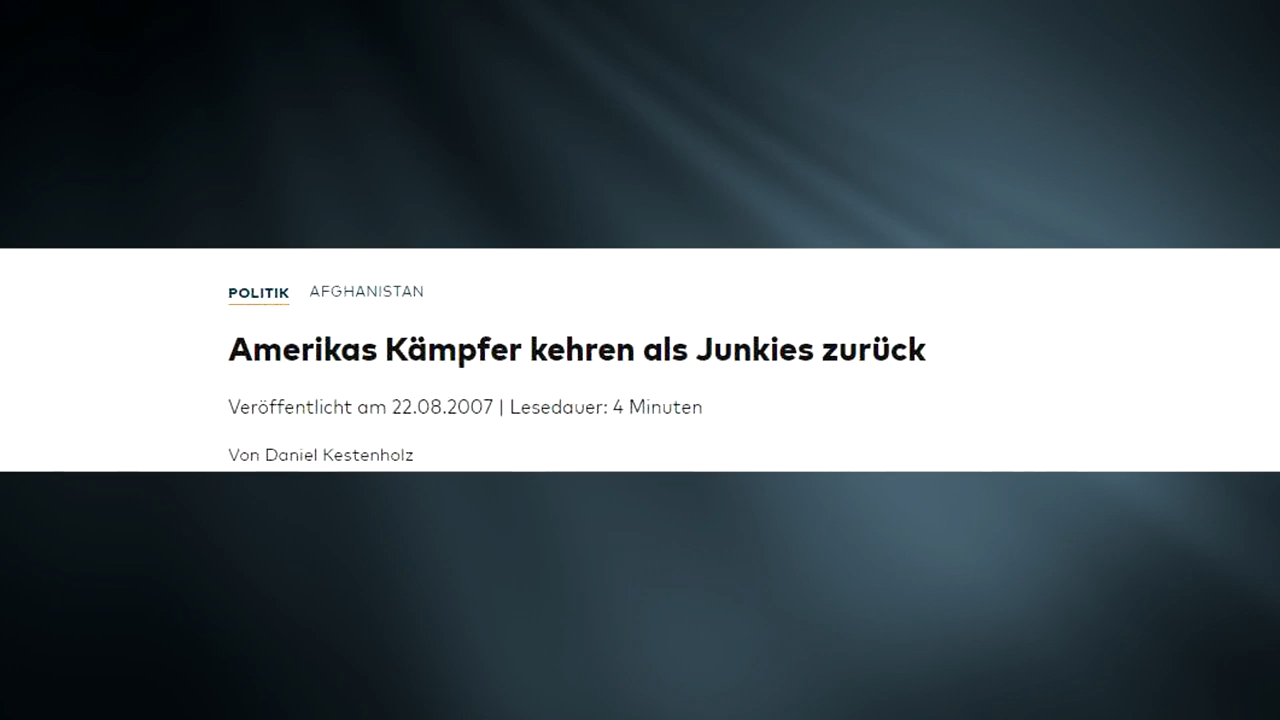 POLITIK AFGHANISTAN
Amerikas Kämpfer kehren als Junkies zurück
Veröffentlicht am 22.08.2007 | Lesedauer: 4 Minuten
Von Daniel Kestenholz